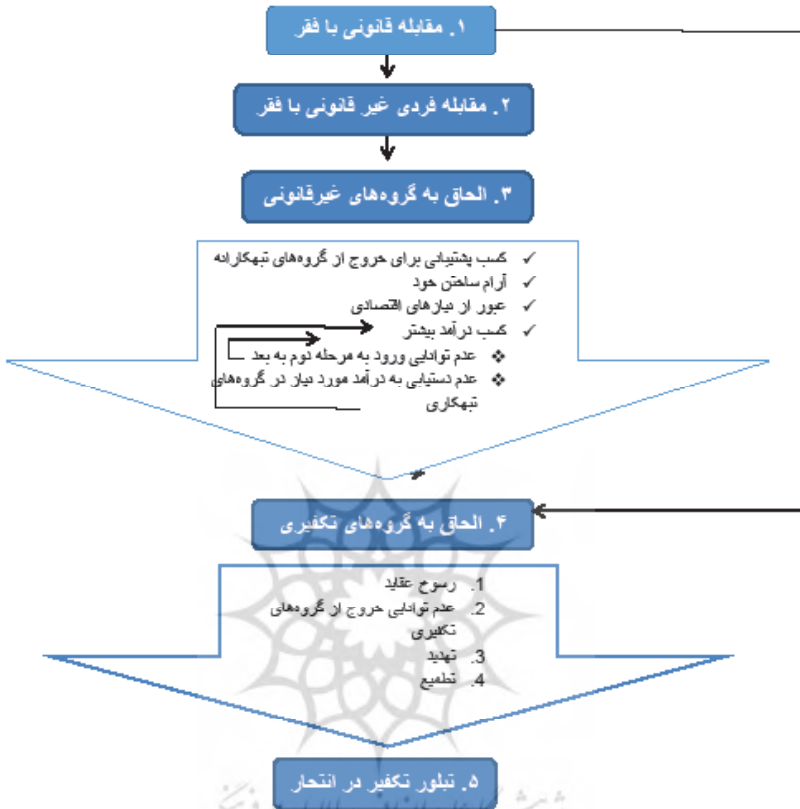 ۱. مقابله قانونی با فقر
۲. مقابله فردی غیر قانونی با فقر
۳. الحاق به گروه‌های غیرقانونی
✓ کسب پشتیبانی برای خروج از گروه‌های تبهکارانه
✓ آرام ساختن خود
✓ عبور از نیازهای اقتصادی
✓ کسب درآمد بیشتر
❖ عدم توانایی ورود به مرحله دوم به بعد
❖ عدم دستیابی به درآمد مورد نیاز در گروه‌های
تبهکاری
۴. الحاق به گروه‌های تکفیری
1. رسوخ عقاید
2. عدم توانایی خروج از گروه‌های
تکفیری
3. تهدید
4. تطمیع
۵. تبلور تکفیر در انتحار